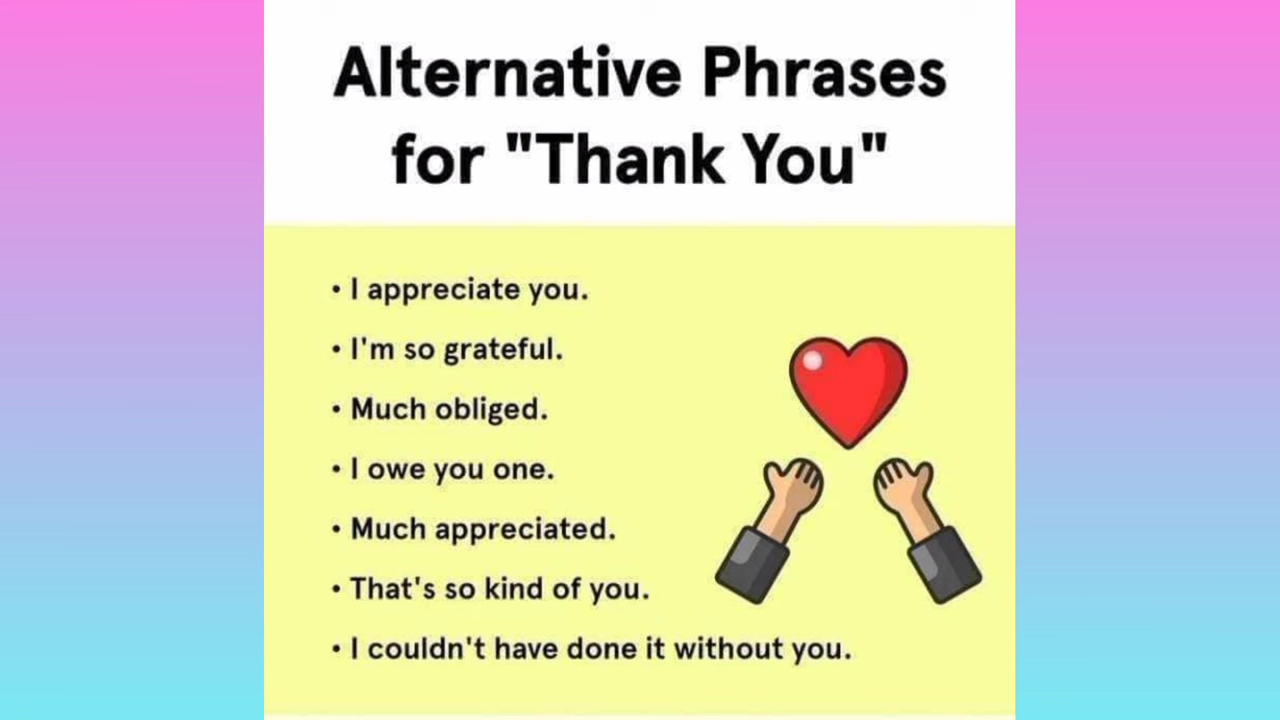 Alternative Phrases
for "Thank You"
• I appreciate you.
• I'm so grateful.
• Much obliged.
• I owe you one.
• Much appreciated.
• That's so kind of you.
• I couldn't have done it without you.